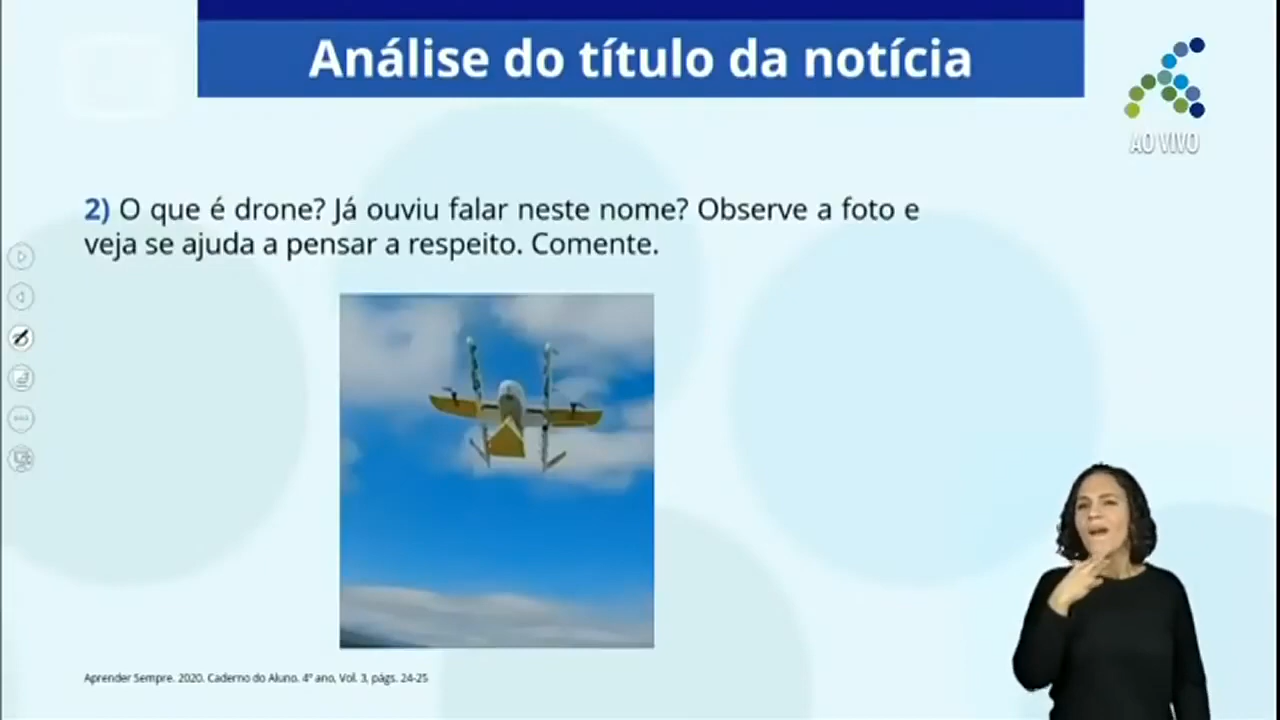 Análise do título da notícia
AO VIVO
2) O que é drone? Já ouviu falar neste nome? Observe a foto e
veja se ajuda a pensar a respeito. Comente.
Aprender Sempre. 2020. Caderno do Aluno. 4º ano, Vol. 3, págs. 24-25